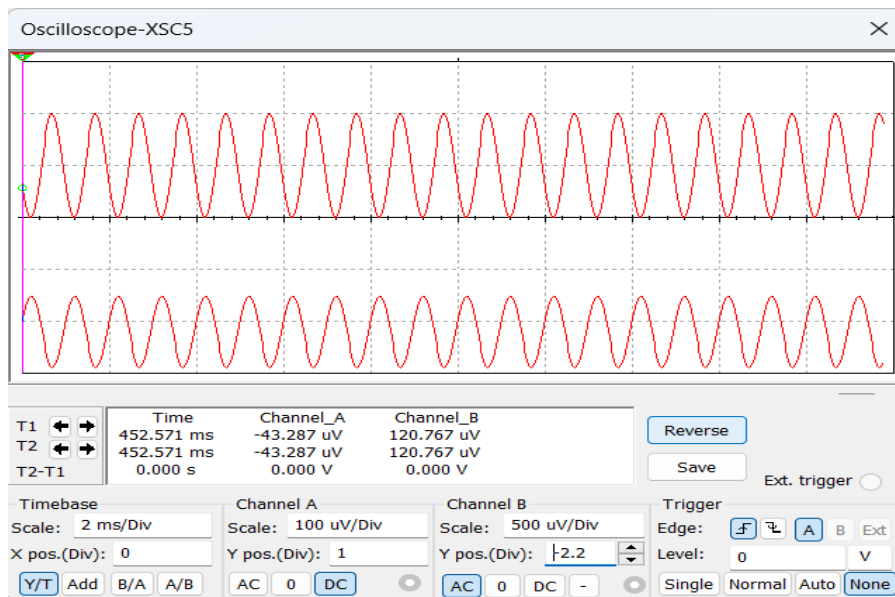 Oscilloscope-XSC5
Time Channel_A Channel_B
T1 452.571 ms -43.287 uV 120.767 uV
T2 452.571 ms -43.287 uV 120.767 uV
T2-T1 0.000 s 0.000 V 0.000 V
Reverse
Save
Ext. trigger
Timebase Channel A Channel B Trigger
Scale: 2 ms/Div Scale: 100 uV/Div Scale: 500 uV/Div Edge: A B Ext
X pos.(Div): 0 Y pos.(Div): 1 Y pos.(Div): -2.2 Level: 0 V
Y/T Add B/A A/B AC 0 DC AC 0 DC - Single Normal Auto None